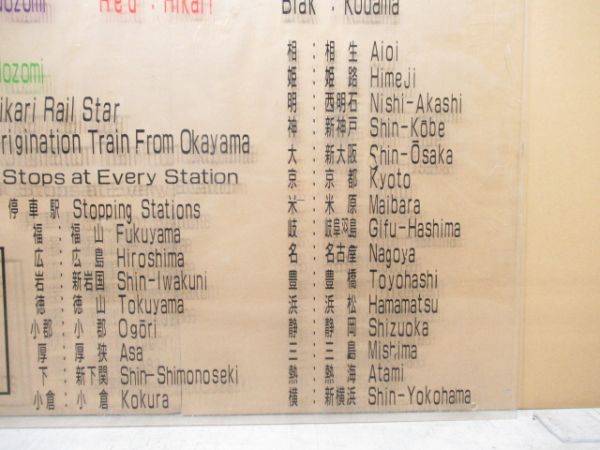 ozomi
Red : Hikari
Blak : Kodama
ozomi
ikari Rail Star
rigination Train From Okayama
Stops at Every Station
停車駅 Stopping Stations
福 : 福山 Fukuyama
広 : 広島 Hiroshima
岩 : 新岩国 Shin-Iwakuni
徳 : 徳山 Tokuyama
小郡 : 小郡 Ogōri
厚 : 厚狭 Asa
下 : 新下関 Shin-Shimonoseki
小倉 : 小倉 Kokura
相 : 相生 Aioi
姫 : 姫路 Himeji
明 : 西明石 Nishi-Akashi
神 : 新神戸 Shin-Kōbe
大 : 新大阪 Shin-Ōsaka
京 : 京都 Kyoto
米 : 米原 Maibara
岐 : 岐阜羽島 Gifu-Hashima
名 : 名古屋 Nagoya
豊 : 豊橋 Toyohashi
浜 : 浜松 Hamamatsu
静 : 静岡 Shizuoka
三 : 三島 Misrima
熱 : 熱海 Atami
横 : 新横浜 Shin-Yokohama